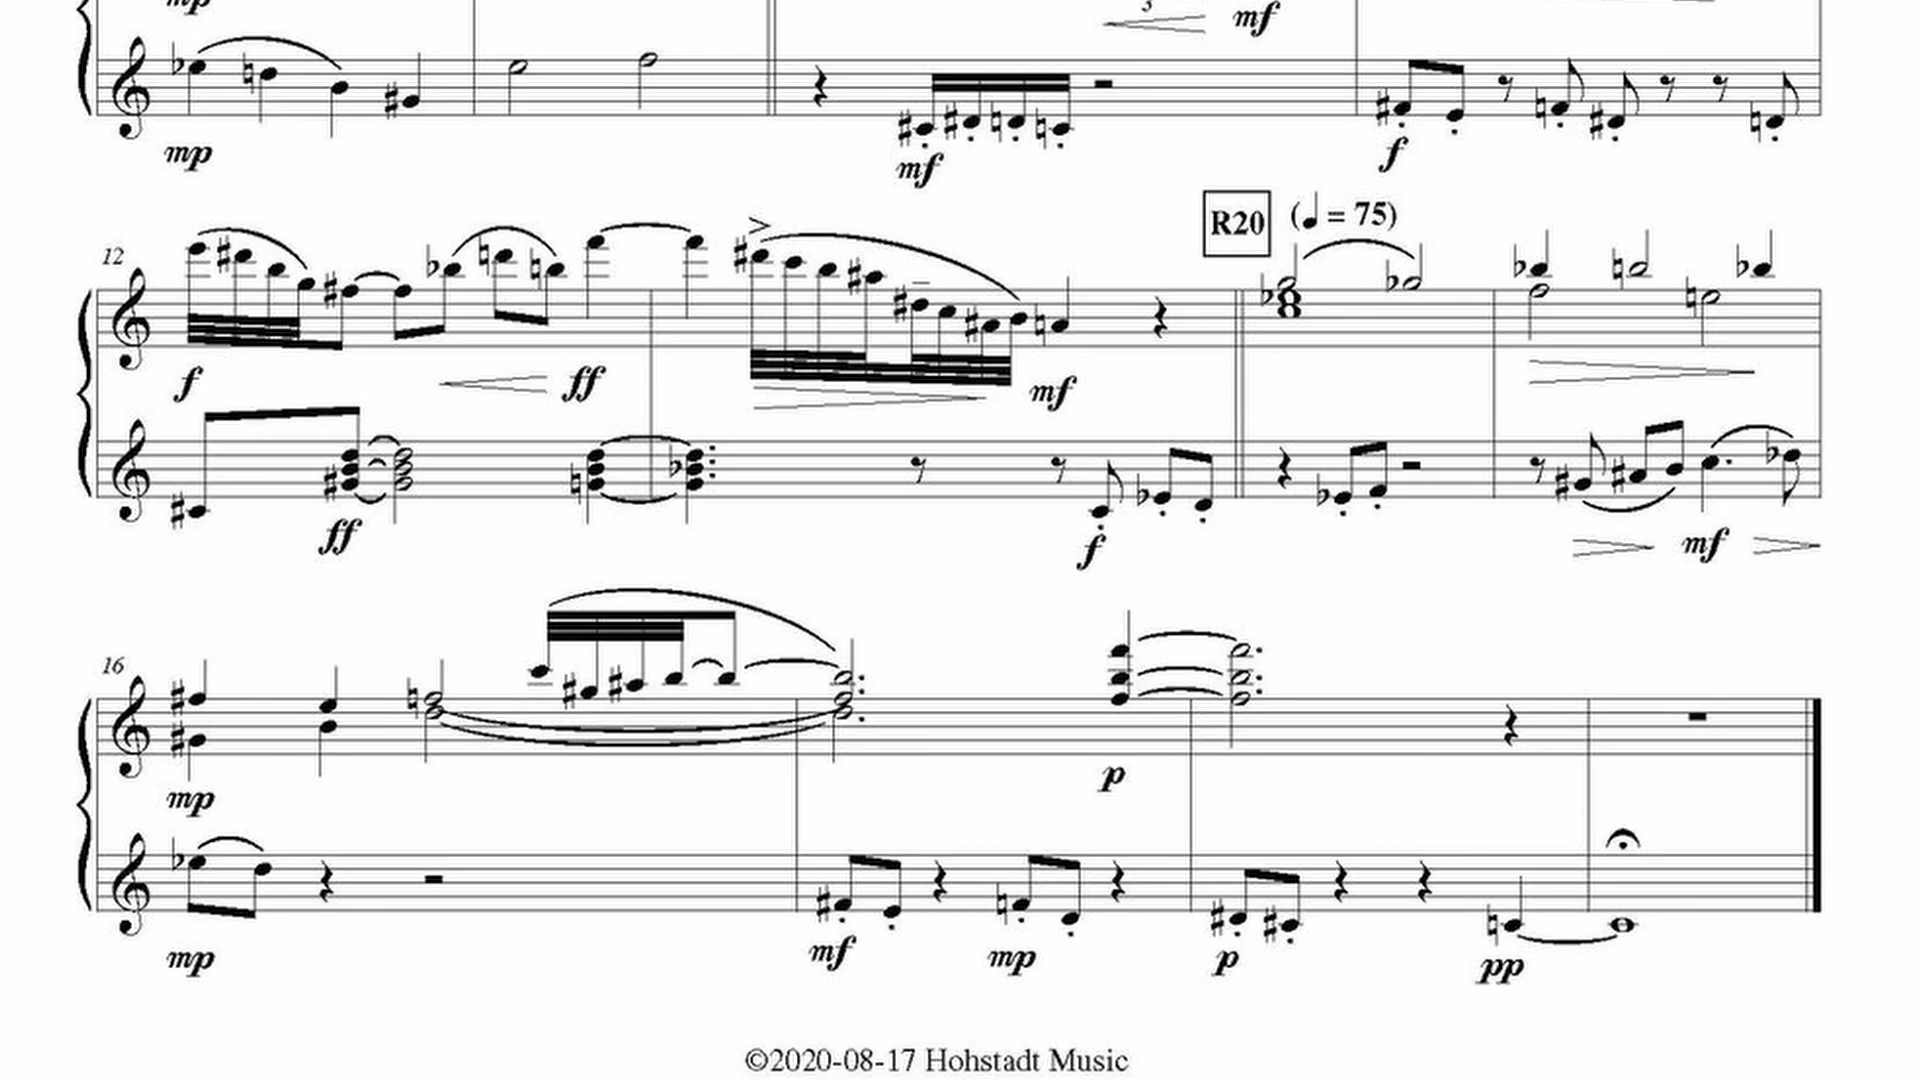 mp
3
mf
mp
mf
f
R20 (♩ = 75)
12
f
ff
mf
ff
f
mf
16
mp
p
mp
mf
mp
p
pp
©2020-08-17 Hohstadt Music